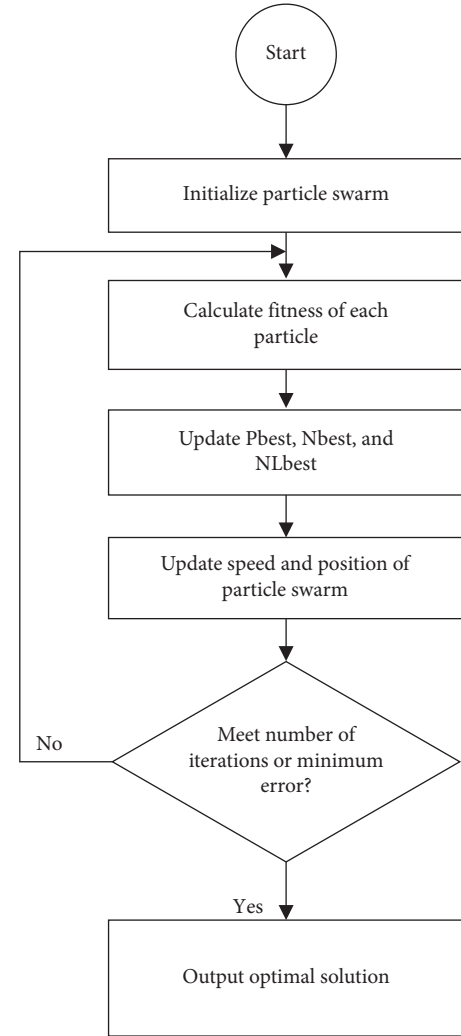 Start
Initialize particle swarm
Calculate fitness of each
particle
Update Pbest, Nbest, and
NLbest
Update speed and position of
particle swarm
Meet number of
iterations or minimum
error?
No
Yes
Output optimal solution